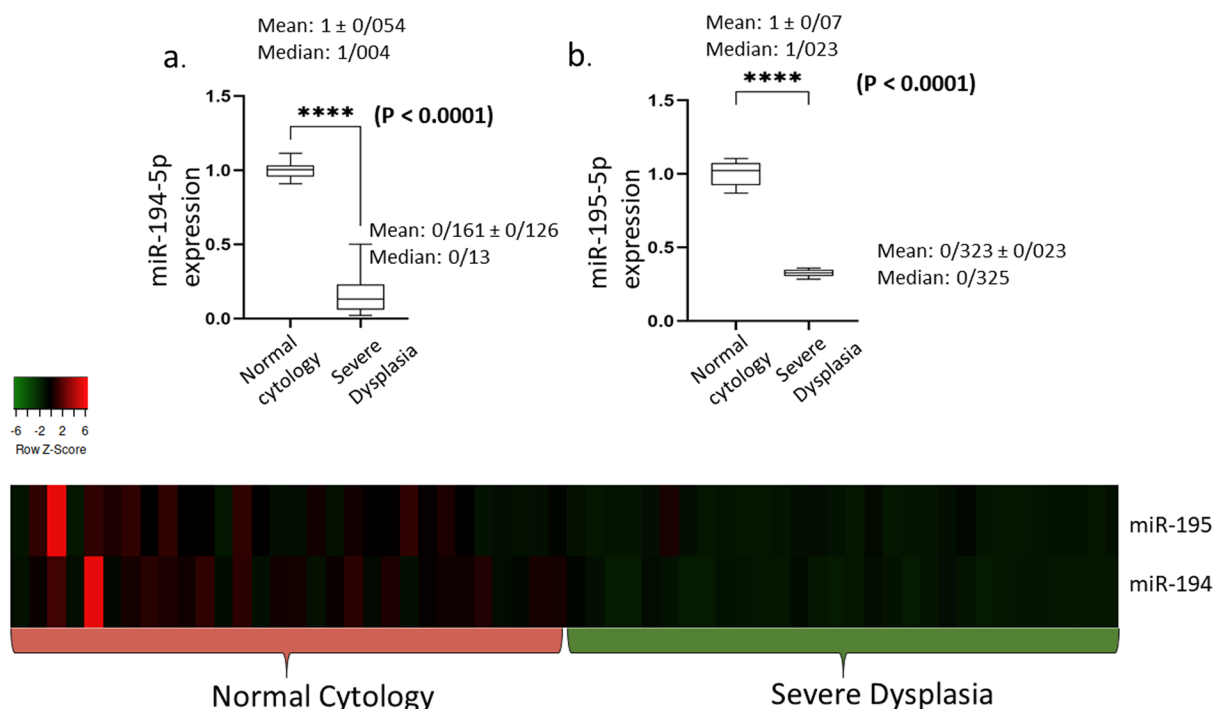 Mean: 1 ± 0/054
Median: 1/004
a.
**** (P < 0.0001)
1.5
1.0
0.5
0.0
miR-194-5p
expression
Mean: 0/161 ± 0/126
Median: 0/13
Normal
cytology
Severe
Dysplasia
Mean: 1 ± 0/07
Median: 1/023
b.
**** (P < 0.0001)
1.5
1.0
0.5
0.0
miR-195-5p
expression
Mean: 0/323 ± 0/023
Median: 0/325
Normal
cytology
Severe
Dysplasia
-6 -2 2 6
Row Z-Score
miR-195
miR-194
Normal Cytology
Severe Dysplasia